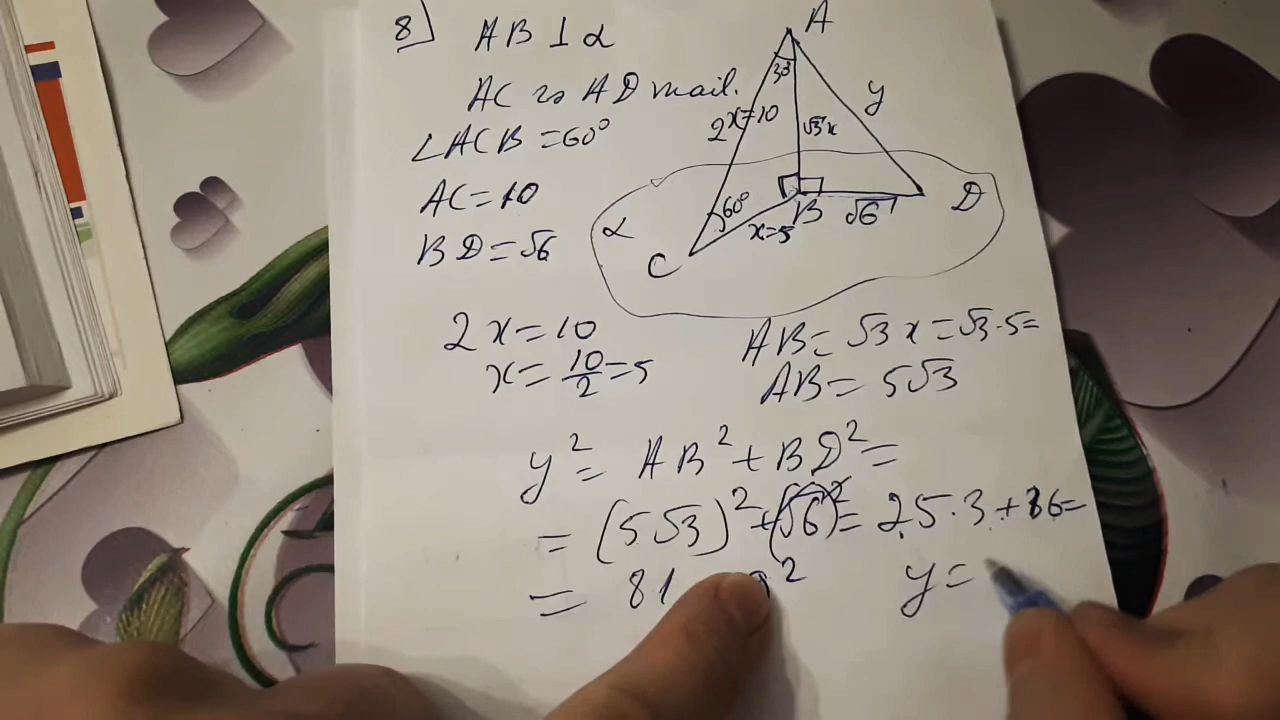 8] AB ⊥ α
AC və AD mail.
∠ACB = 60°
AC = 10
BD = √6
A
30
2x=10
√3x
y
60°
x=5
B
√6
D
α
C
2x = 10
x = 10/2 = 5
AB = √3x = √3·5 =
AB = 5√3
y² = AB² + BD² =
= (5√3)² + (√6)² = 25·3 + 36 =
= 81
y =